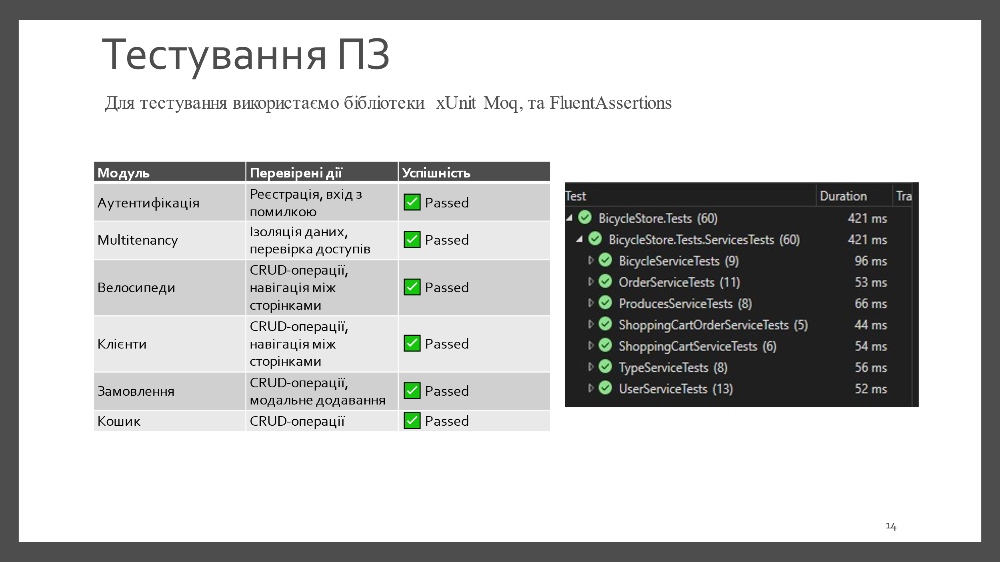 Тестування ПЗ
Для тестування використаємо бібліотеки xUnit Moq, та FluentAssertions
Модуль Перевірені дії Успішність
Аутентифікація Реєстрація, вхід з
помилкою ✅ Passed
Multitenancy Ізоляція даних,
перевірка доступів ✅ Passed
Велосипеди CRUD-операції,
навігація між
сторінками ✅ Passed
Клієнти CRUD-операції,
навігація між
сторінками ✅ Passed
Замовлення CRUD-операції,
модальне додавання ✅ Passed
Кошик CRUD-операції ✅ Passed
Test Duration Tra
BicycleStore.Tests (60) 421 ms
BicycleStore.Tests.ServicesTests (60) 421 ms
BicycleServiceTests (9) 96 ms
OrderServiceTests (11) 53 ms
ProducesServiceTests (8) 66 ms
ShoppingCartOrderServiceTests (5) 44 ms
ShoppingCartServiceTests (6) 54 ms
TypeServiceTests (8) 56 ms
UserServiceTests (13) 52 ms
14